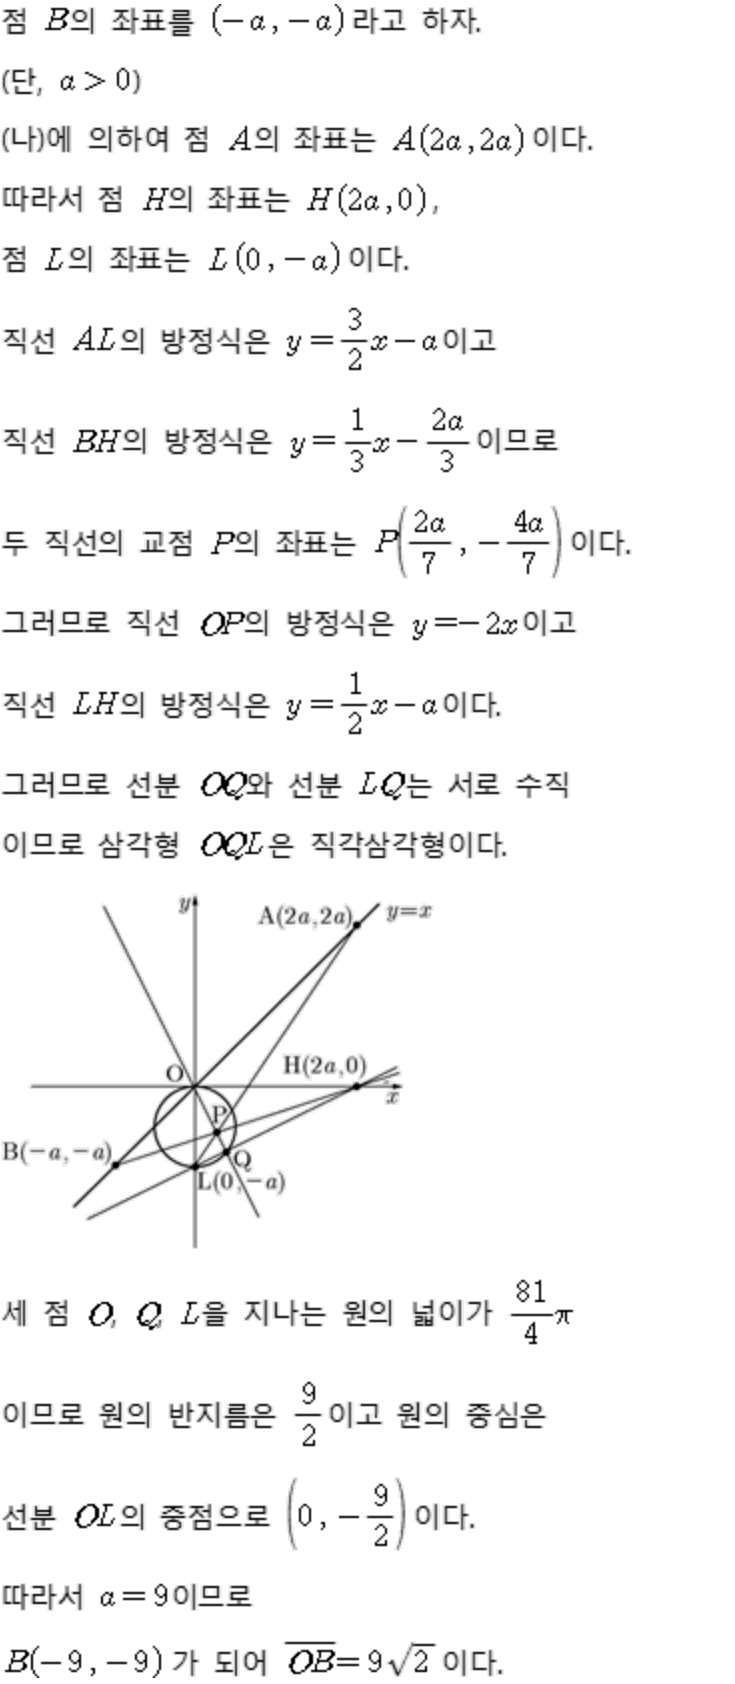 점 B의 좌표를 (-a, -a)라고 하자.
(단, a > 0)
(나)에 의하여 점 A의 좌표는 A(2a, 2a)이다.
따라서 점 H의 좌표는 H(2a, 0),
점 L의 좌표는 L(0, -a)이다.
직선 AL의 방정식은 y = \frac{3}{2}x - a이고
직선 BH의 방정식은 y = \frac{1}{3}x - \frac{2a}{3}이므로
두 직선의 교점 P의 좌표는 P(\frac{2a}{7}, -\frac{4a}{7})이다.
그러므로 직선 OP의 방정식은 y = -2x이고
직선 LH의 방정식은 y = \frac{1}{2}x - a이다.
그러므로 선분 OQ와 선분 LQ는 서로 수직
이므로 삼각형 OQL은 직각삼각형이다.
y
A(2a,2a)
y=x
O
H(2a,0)
x
P
B(-a,-a)
Q
L(0,-a)
세 점 O, Q, L을 지나는 원의 넓이가 \frac{81}{4}π
이므로 원의 반지름은 \frac{9}{2}이고 원의 중심은
선분 OL의 중점으로 (0, -\frac{9}{2})이다.
따라서 a = 9이므로
B(-9, -9)가 되어 \overline{OB} = 9\sqrt{2}이다.